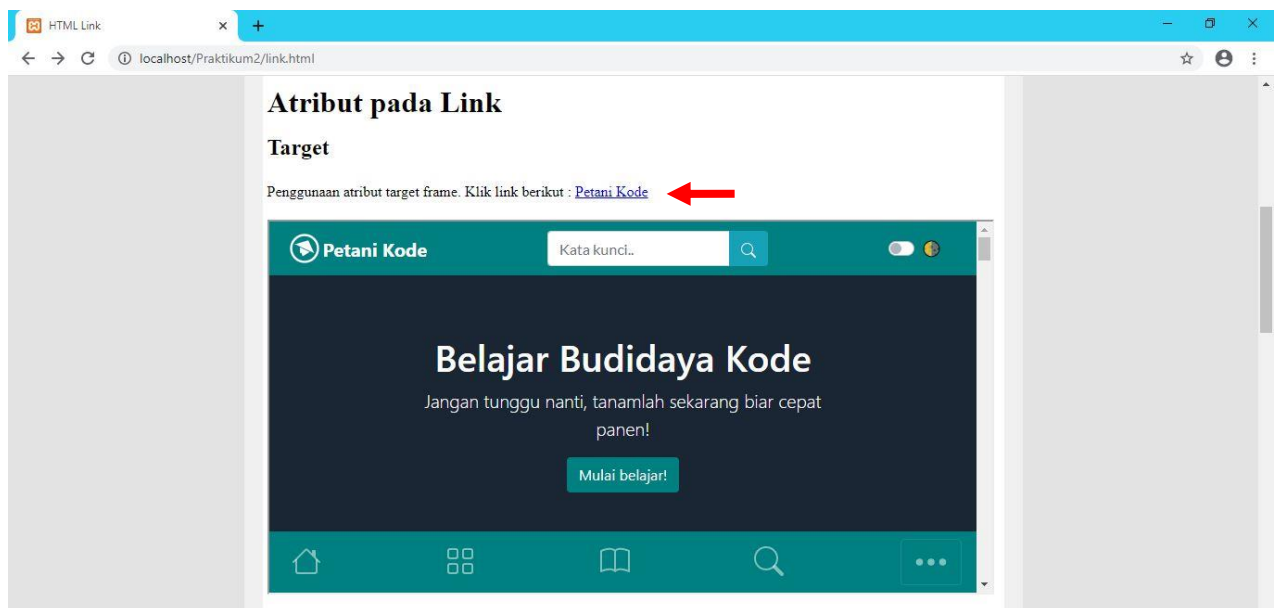 HTML Link
localhost/Praktikum2/link.html
Atribut pada Link
Target
Penggunaan atribut target frame. Klik link berikut : Petani Kode
Petani Kode
Kata kunci..
Belajar Budidaya Kode
Jangan tunggu nanti, tanamlah sekarang biar cepat
panen!
Mulai belajar!